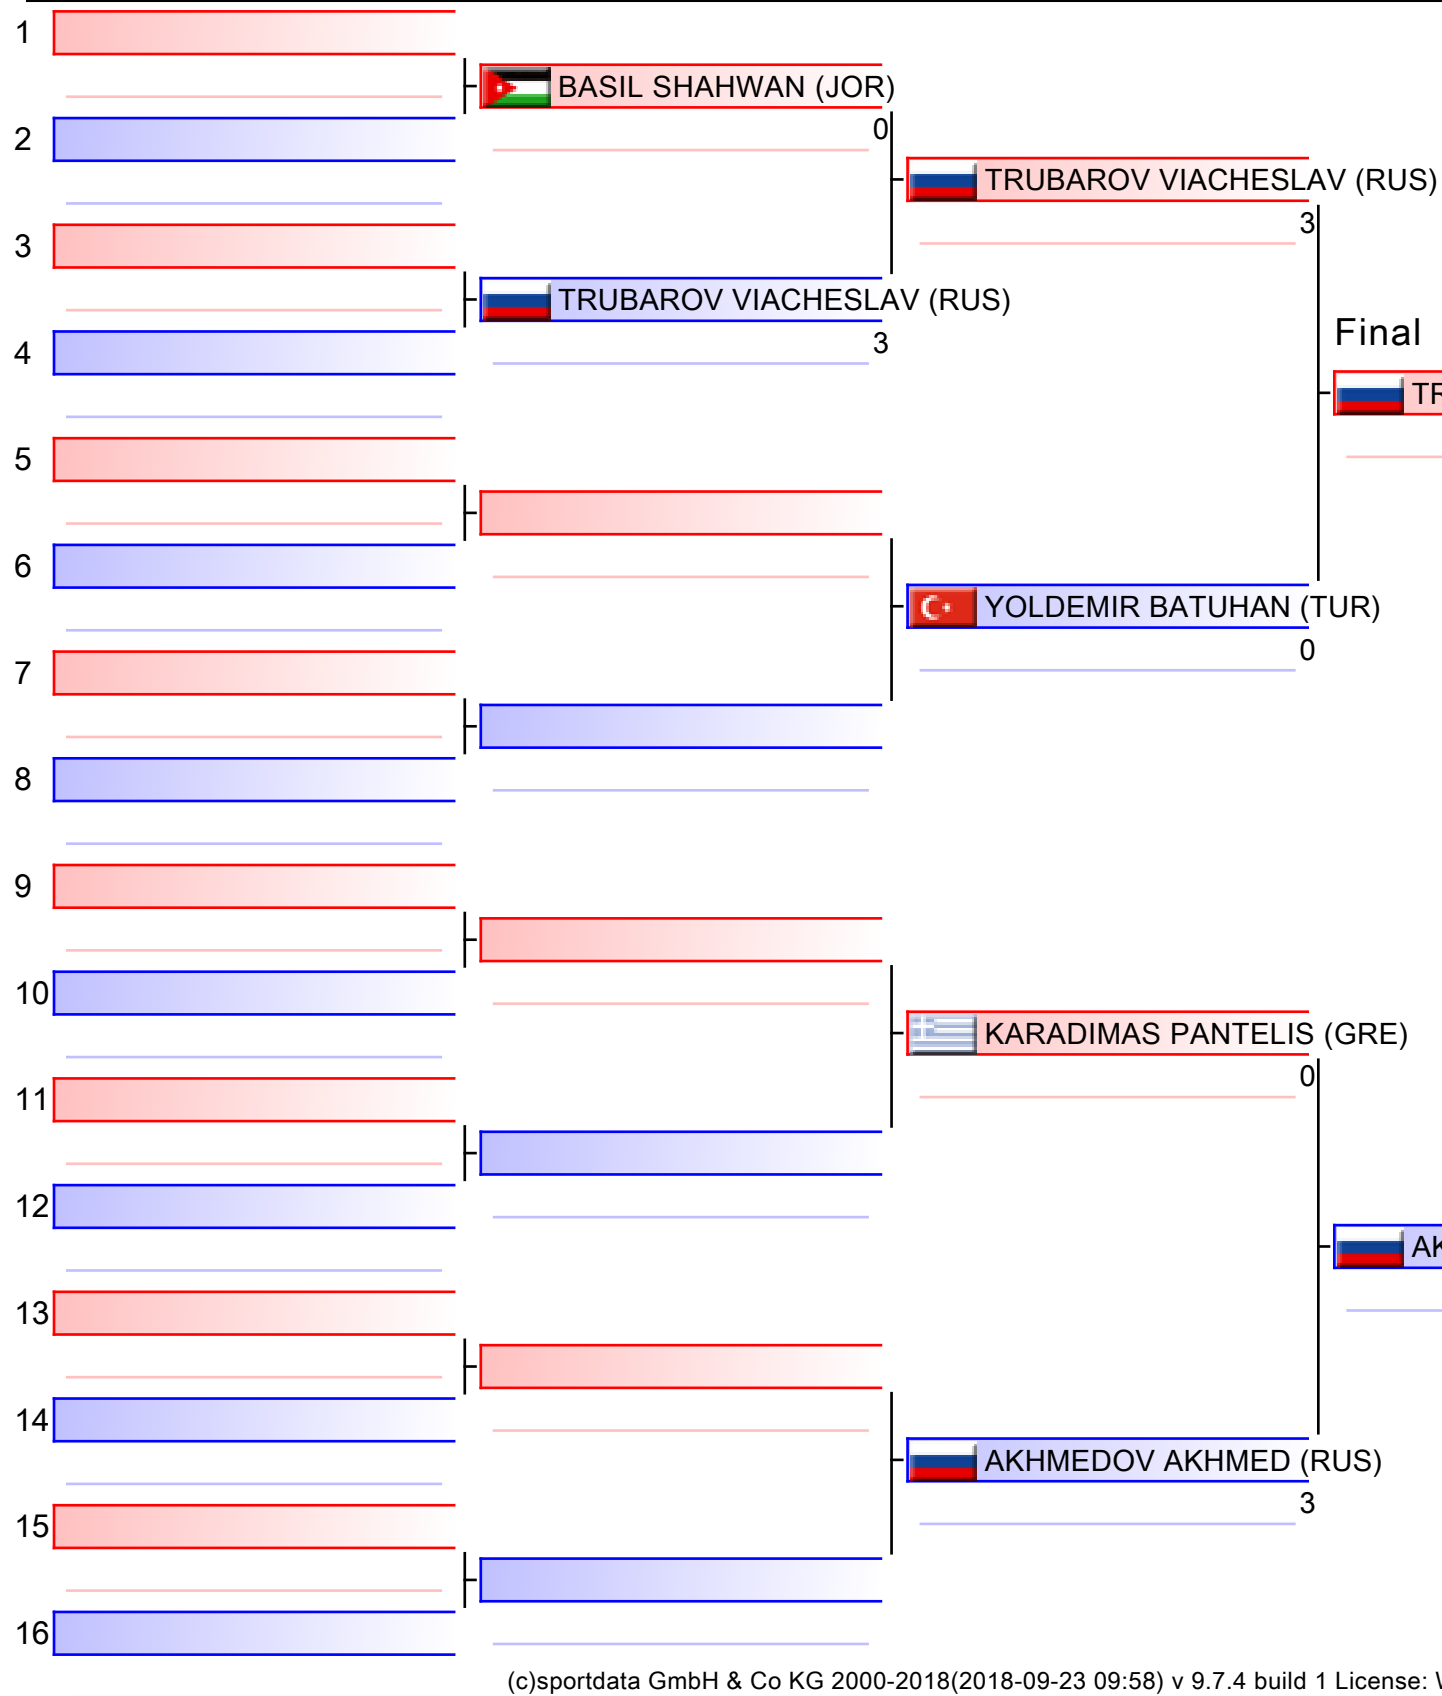 1
BASIL SHAHWAN (JOR)
0
2
TRUBAROV VIACHESLAV (RUS)
3
3
TRUBAROV VIACHESLAV (RUS)
3
4
Final
TR
5
6
YOLDEMIR BATUHAN (TUR)
0
7
8
9
10
KARADIMAS PANTELIS (GRE)
0
11
12
AK
13
14
AKHMEDOV AKHMED (RUS)
3
15
16
(c)sportdata GmbH & Co KG 2000-2018(2018-09-23 09:58) v 9.7.4 build 1 License: